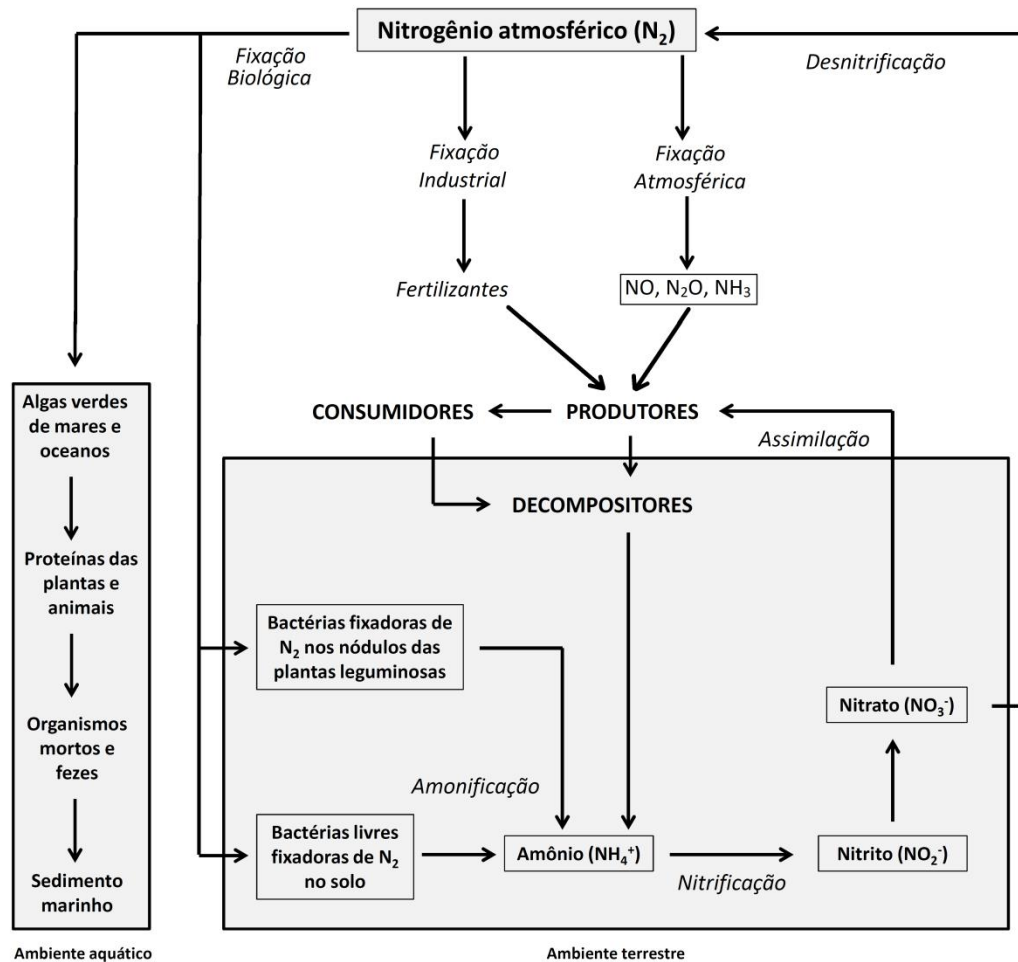 Nitrogênio atmosférico (N₂)
Fixação
Biológica
Desnitrificação
Fixação
Industrial
Fixação
Atmosférica
Fertilizantes
NO, N₂O, NH₃
Algas verdes
de mares e
oceanos
CONSUMIDORES
PRODUTORES
Assimilação
DECOMPOSITORES
Proteínas das
plantas e
animais
Bactérias fixadoras de
N₂ nos nódulos das
plantas leguminosas
Organismos
mortos e
fezes
Nitrato (NO₃⁻)
Amonificação
Bactérias livres
fixadoras de N₂
no solo
Amônio (NH₄⁺)
Nitrificação
Nitrito (NO₂⁻)
Sedimento
marinho
Ambiente aquático
Ambiente terrestre